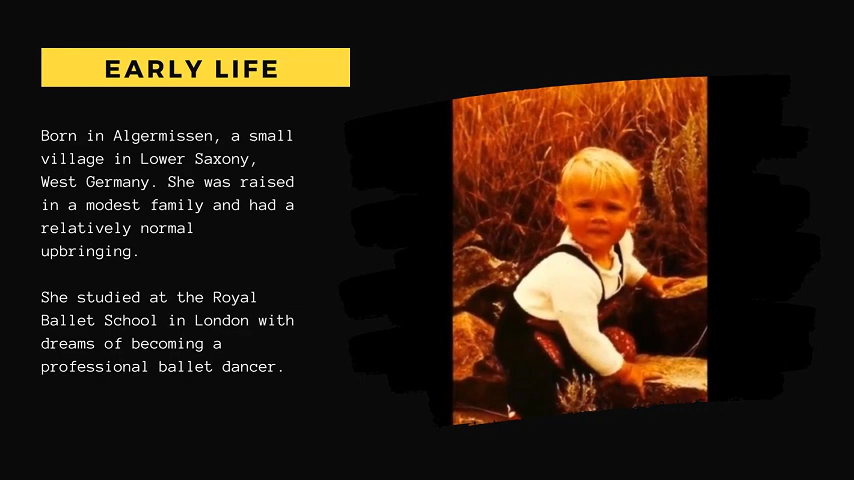 EARLY LIFE
Born in Algermissen, a small
village in Lower Saxony,
West Germany. She was raised
in a modest family and had a
relatively normal
upbringing.
She studied at the Royal
Ballet School in London with
dreams of becoming a
professional ballet dancer.